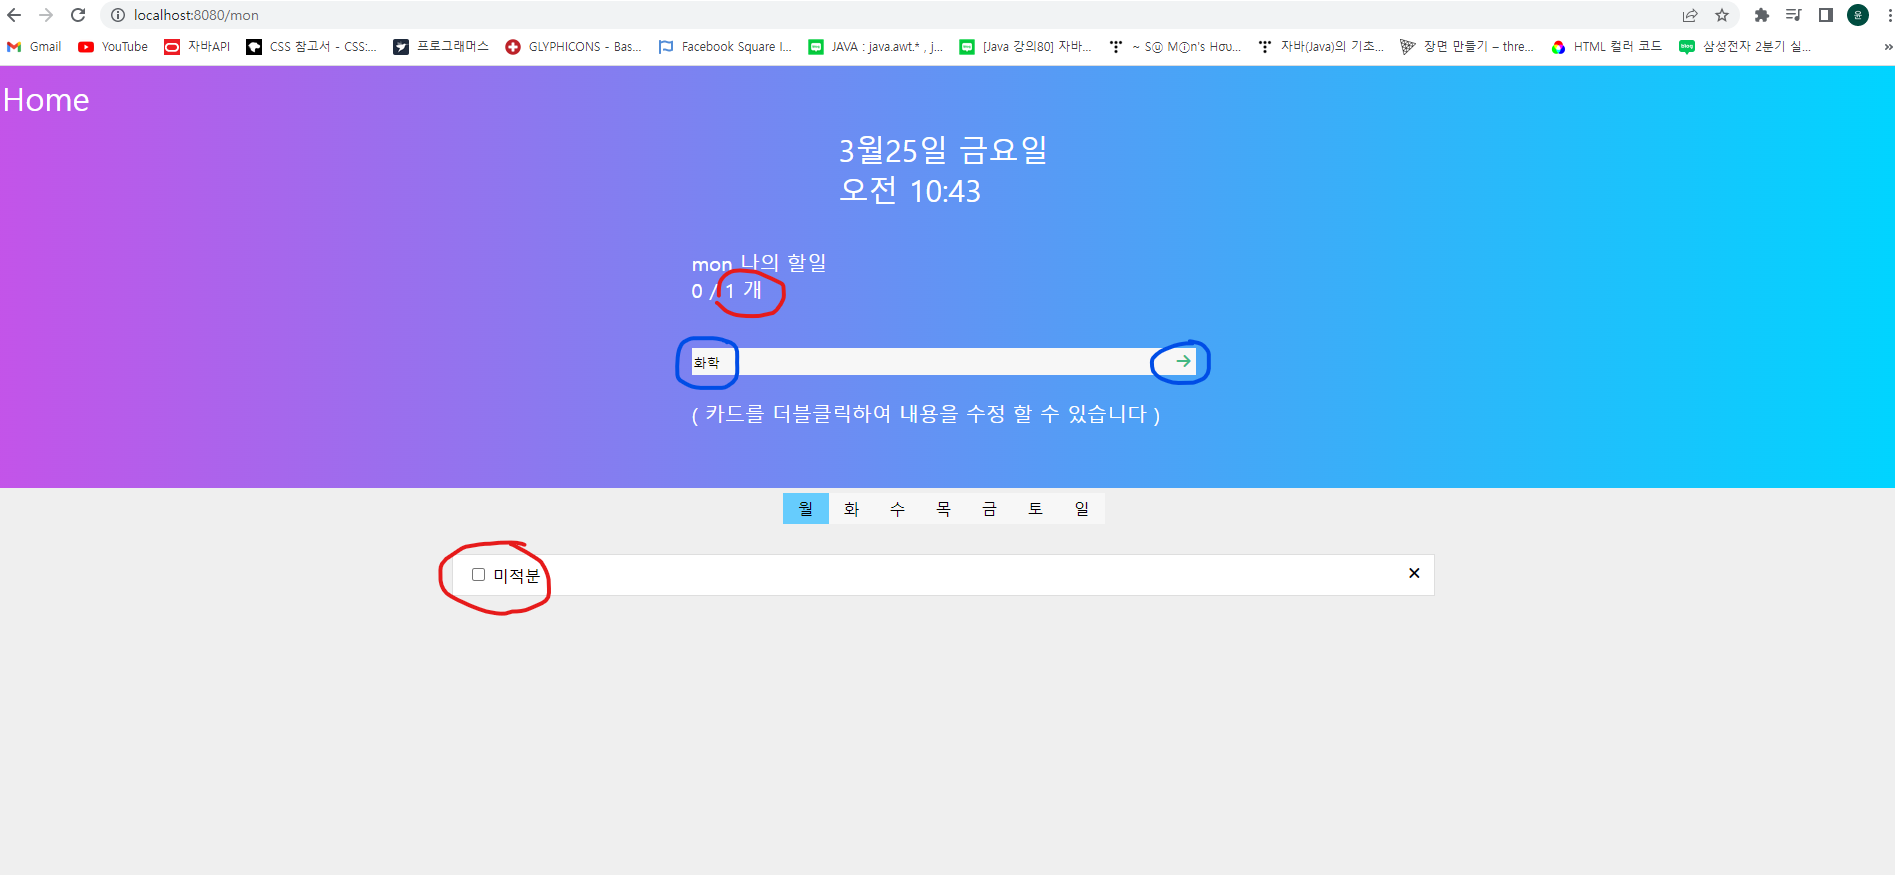 localhost:8080/mon
윤
Gmail YouTube 자바API CSS 참고서 - CSS:... 프로그래머스 GLYPHICONS - Bas... Facebook Square I... JAVA : java.awt.* , j... [Java 강의80] 자바... ~ Sⓤ Mⓘn's Hσυ... 자바(Java)의 기초... 장면 만들기 – thre... HTML 컬러 코드 blog 삼성전자 2분기 실... »
Home
3월25일 금요일
오전 10:43
mon 나의 할일
0 / 1 개
화학
( 카드를 더블클릭하여 내용을 수정 할 수 있습니다 )
월 화 수 목 금 토 일
미적분